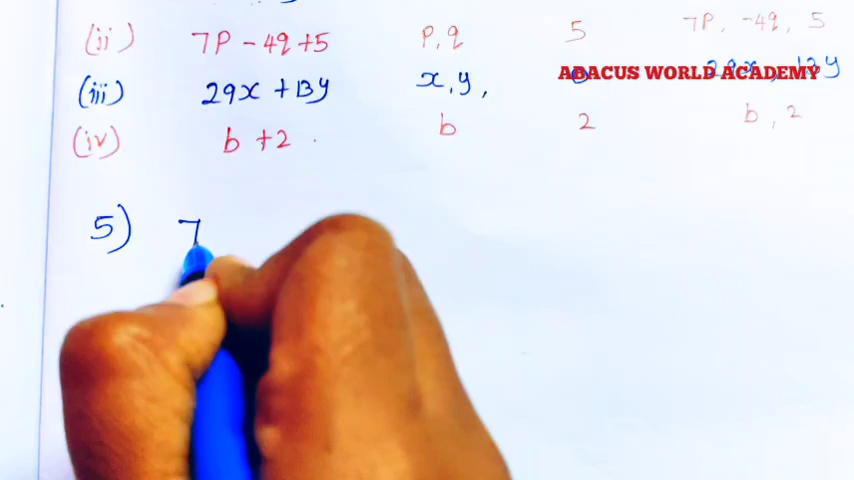 (ii) 7P - 4q + 5 P, q 5 7P, -4q, 5
(iii) 29x + 13y x, y, 29x, 13y
ABACUS WORLD ACADEMY
(iv) b + 2 b 2 b, 2
5) 7